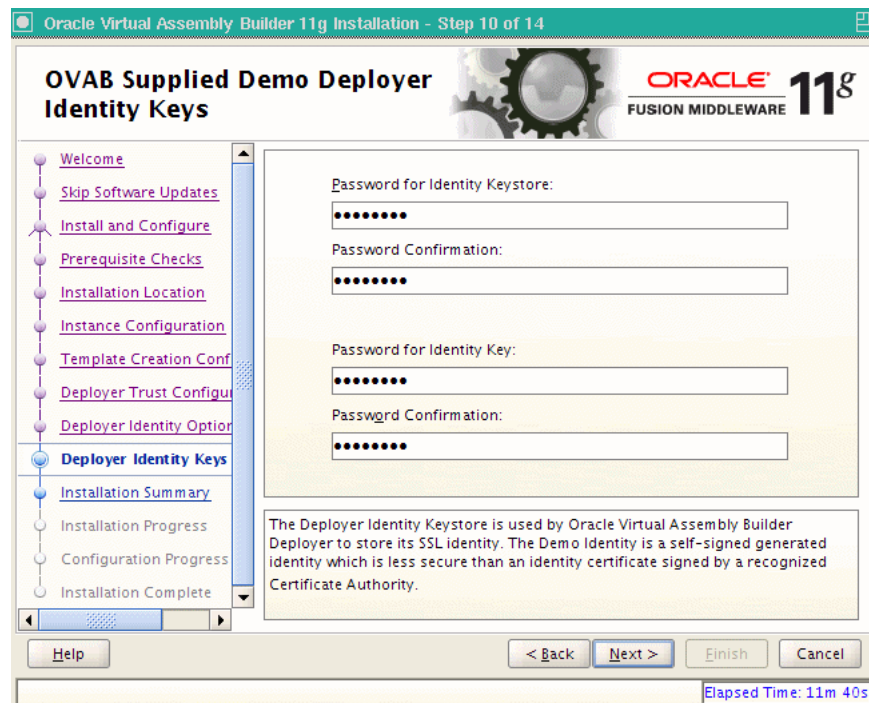 Oracle Virtual Assembly Builder 11g Installation - Step 10 of 14
OVAB Supplied Demo Deployer
Identity Keys
ORACLE
FUSION MIDDLEWARE
11g
Welcome
Skip Software Updates
Install and Configure
Prerequisite Checks
Installation Location
Instance Configuration
Template Creation Conf
Deployer Trust Configur
Deployer Identity Option
Deployer Identity Keys
Installation Summary
Installation Progress
Configuration Progress
Installation Complete
Password for Identity Keystore:
••••••••
Password Confirmation:
••••••••
Password for Identity Key:
••••••••
Password Confirmation:
••••••••
The Deployer Identity Keystore is used by Oracle Virtual Assembly Builder
Deployer to store its SSL identity. The Demo Identity is a self-signed generated
identity which is less secure than an identity certificate signed by a recognized
Certificate Authority.
Help
< Back
Next >
Finish
Cancel
Elapsed Time: 11m 40s